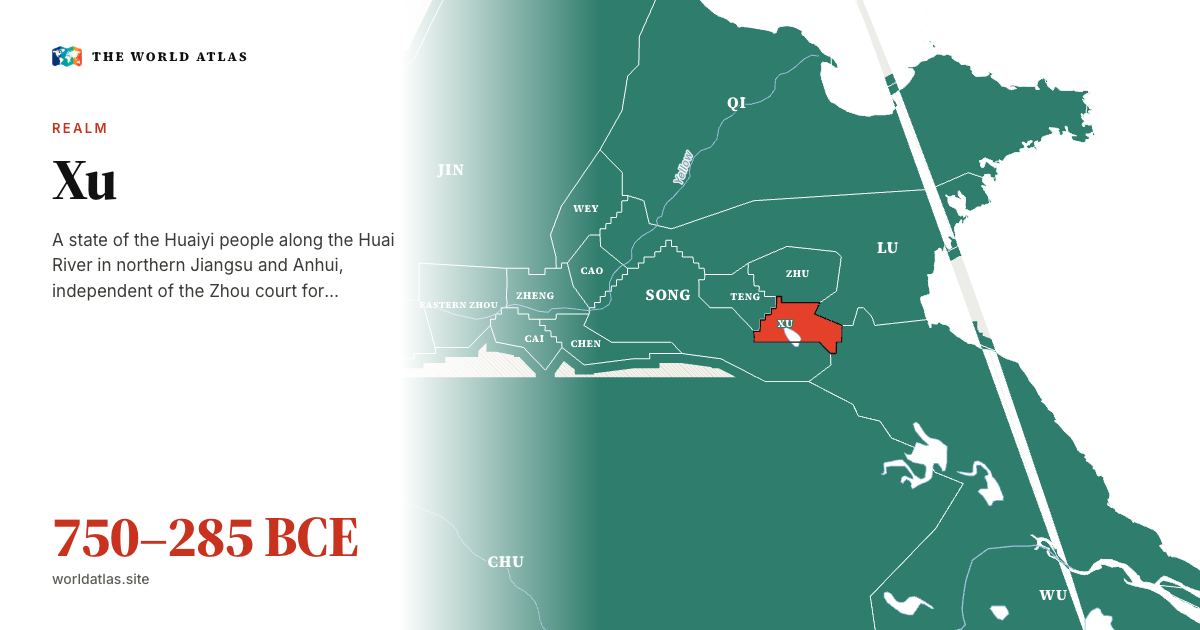 THE WORLD ATLAS
REALM
Xu
A state of the Huaiyi people along the Huai
River in northern Jiangsu and Anhui,
independent of the Zhou court for...
750–285 BCE
worldatlas.site
QI
JIN
Yellow
WEY
LU
CAO
ZHU
EASTERN ZHOU
ZHENG
SONG
TENG
XU
CAI
CHEN
CHU
WU